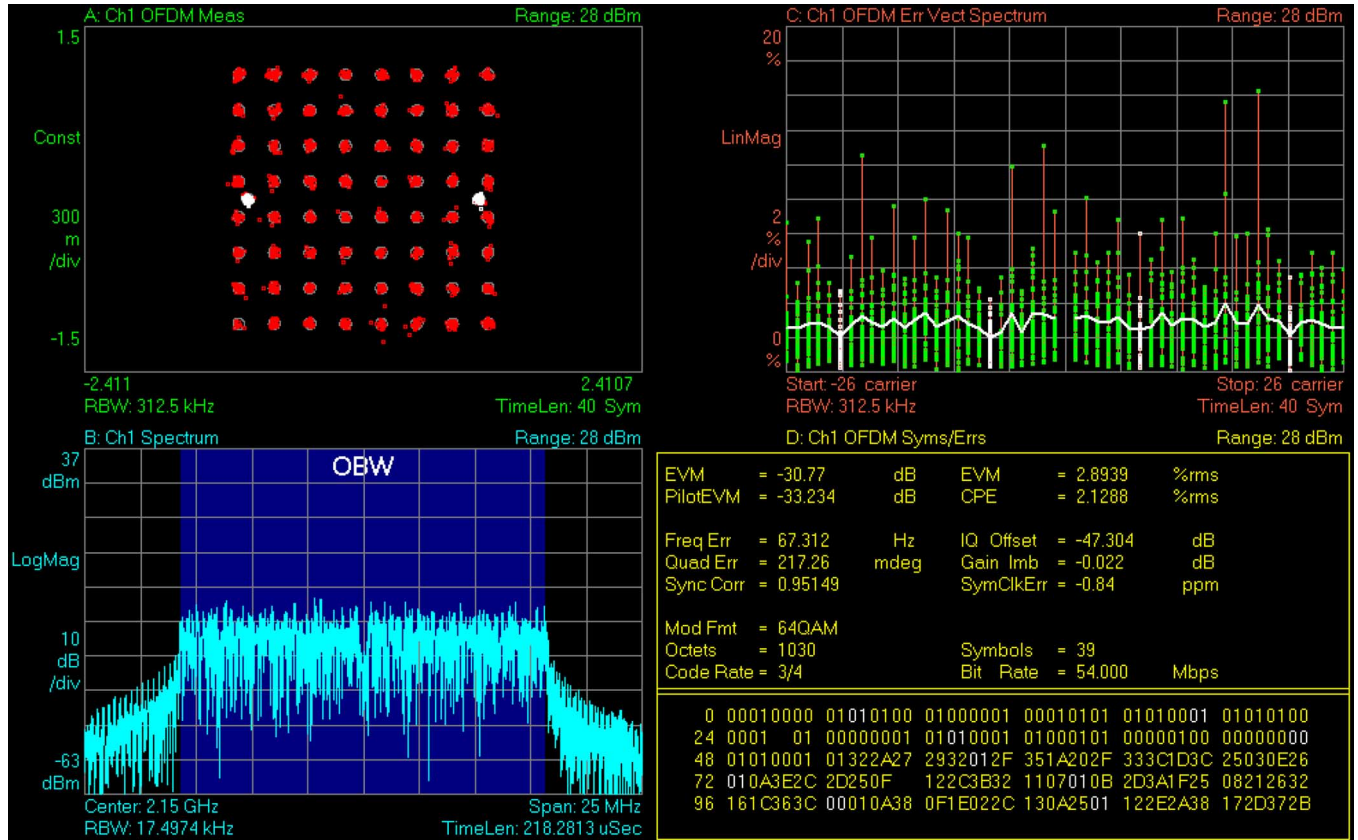 A: Ch1 OFDM Meas Range: 28 dBm
1.5
Const
300
m
/div
-1.5
-2.411 2.4107
RBW: 312.5 kHz TimeLen: 40 Sym
C: Ch1 OFDM Err Vect Spectrum Range: 28 dBm
20
%
LinMag
2
%
/div
0
%
Start: -26 carrier Stop: 26 carrier
RBW: 312.5 kHz TimeLen: 40 Sym
B: Ch1 Spectrum Range: 28 dBm
37
dBm
OBW
LogMag
10
dB
/div
-63
dBm
Center: 2.15 GHz Span: 25 MHz
RBW: 17.4974 kHz TimeLen: 218.2813 uSec
D: Ch1 OFDM Syms/Errs Range: 28 dBm
EVM = -30.77 dB EVM = 2.8939 %rms
PilotEVM = -33.234 dB CPE = 2.1288 %rms
Freq Err = 67.312 Hz IQ Offset = -47.304 dB
Quad Err = 217.26 mdeg Gain Imb = -0.022 dB
Sync Corr = 0.95149 SymClkErr = -0.84 ppm
Mod Fmt = 64QAM
Octets = 1030 Symbols = 39
Code Rate = 3/4 Bit Rate = 54.000 Mbps
0 00010000 01010100 01000001 00010101 01010001 01010100
24 0001 01 00000001 01010001 01000101 00000100 00000000
48 01010001 01322A27 2932012F 351A202F 333C1D3C 25030E26
72 010A3E2C 2D250F 122C3B32 1107010B 2D3A1F25 08212632
96 161C363C 00010A38 0F1E022C 130A2501 122E2A38 172D372B